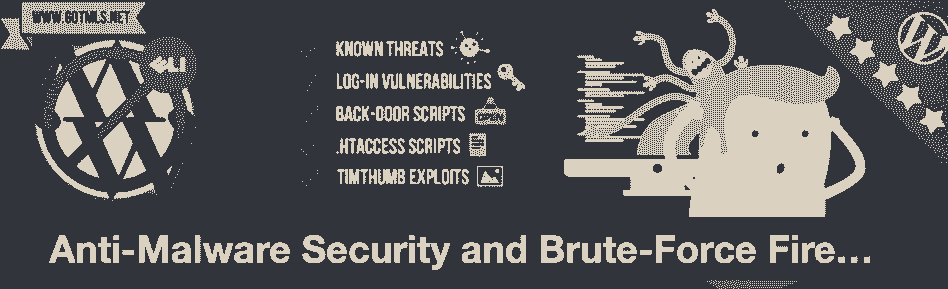 WWW.GOTMLS.NET
KNOWN THREATS
LOG-IN VULNERABILITIES
BACK-DOOR SCRIPTS
OPEN
.HTACCESS SCRIPTS
TIMTHUMB EXPLOITS
Anti-Malware Security and Brute-Force Fire...